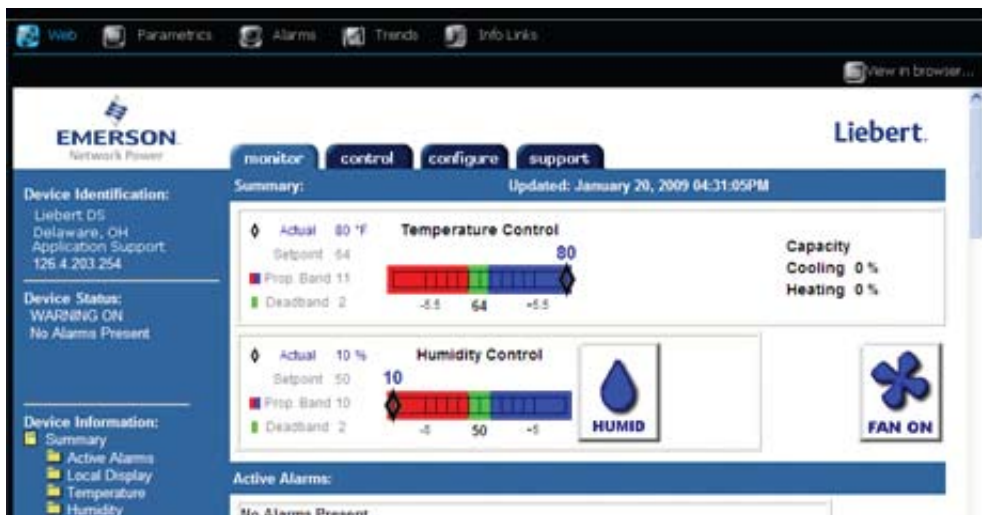 Web Parametrics Alarms Trends Info Links
View in browser...
EMERSON
Network Power
Liebert.
monitor control configure support
Device Identification:
Liebert DS
Delaware, OH
Application Support
126.4.203.254
Device Status:
WARNING ON
No Alarms Present
Device Information:
Summary
Active Alarms
Local Display
Temperature
Humidity
Summary: Updated: January 20, 2009 04:31:05PM
Actual 80 °F
Setpoint 64
Prop. Band 11
Deadband 2
Temperature Control
80
-5.5 64 +5.5
Capacity
Cooling 0 %
Heating 0 %
Actual 10 %
Setpoint 50
Prop. Band 10
Deadband 2
Humidity Control
10
50
HUMID
FAN ON
Active Alarms:
No Alarms Present